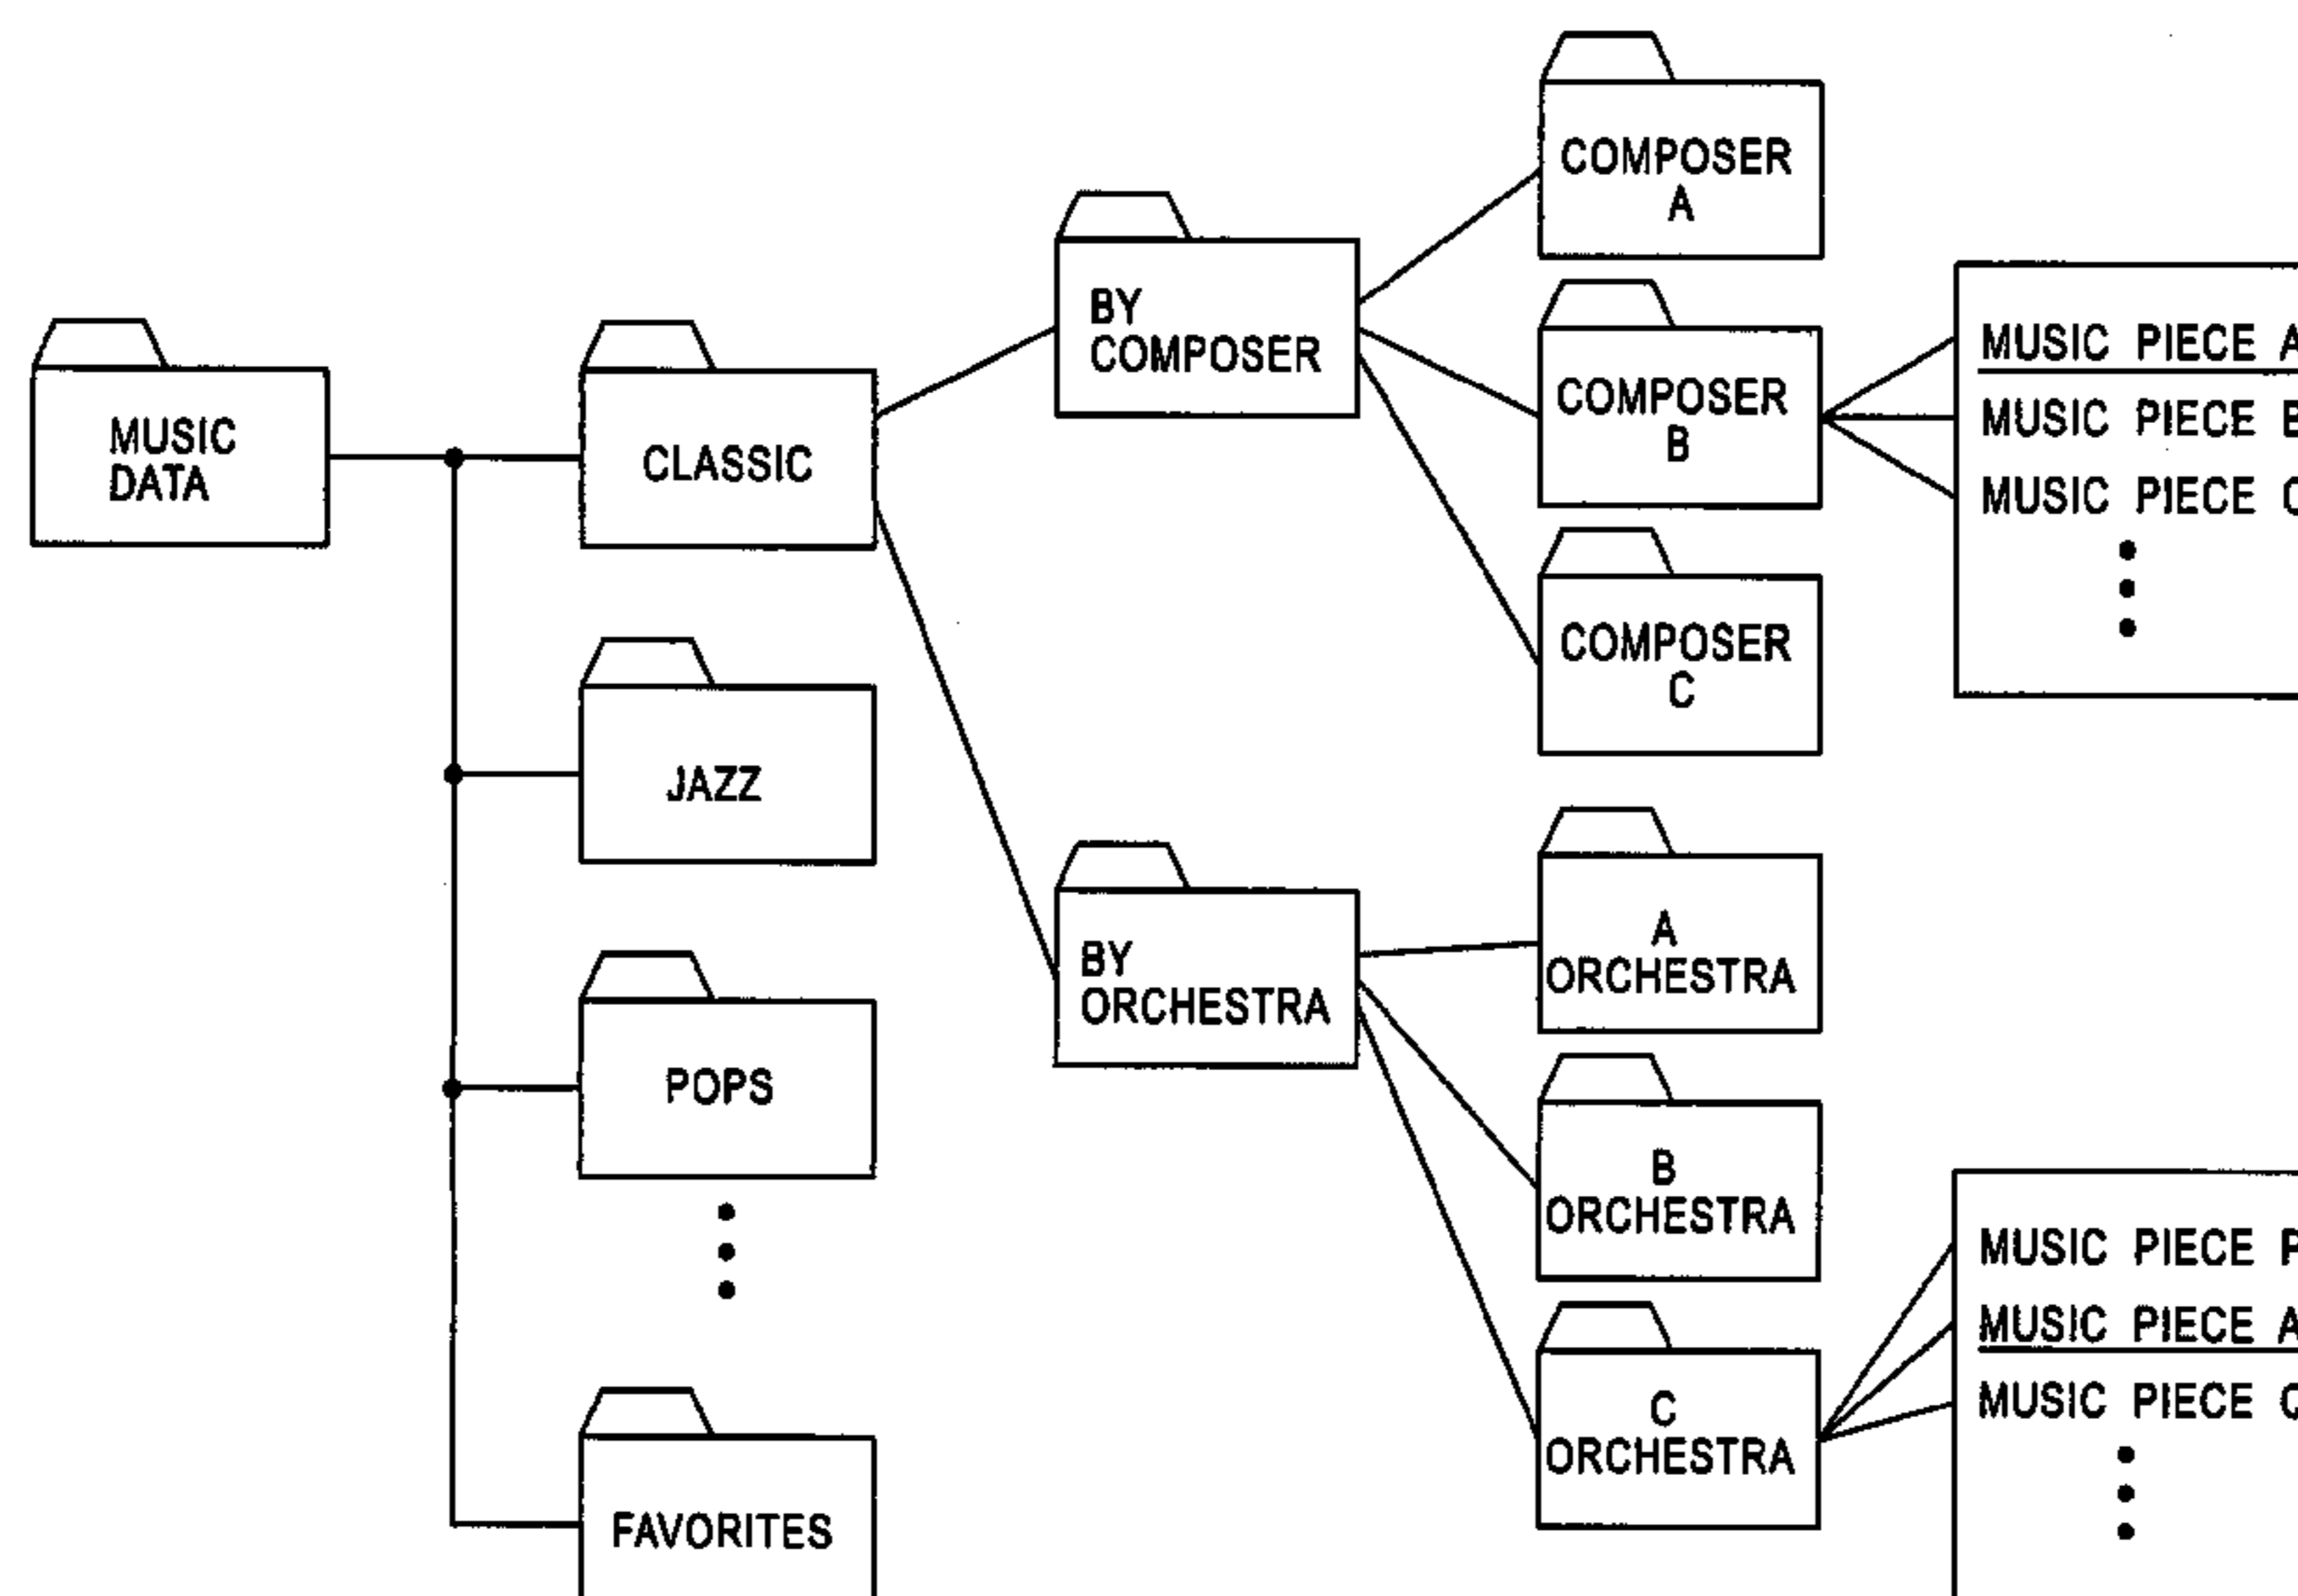 MUSIC
DATA
CLASSIC
JAZZ
POPS
FAVORITES
BY
COMPOSER
BY
ORCHESTRA
COMPOSER
A
COMPOSER
B
COMPOSER
C
A
ORCHESTRA
B
ORCHESTRA
C
ORCHESTRA
MUSIC PIECE A
MUSIC PIECE B
MUSIC PIECE C
MUSIC PIECE P
MUSIC PIECE A
MUSIC PIECE